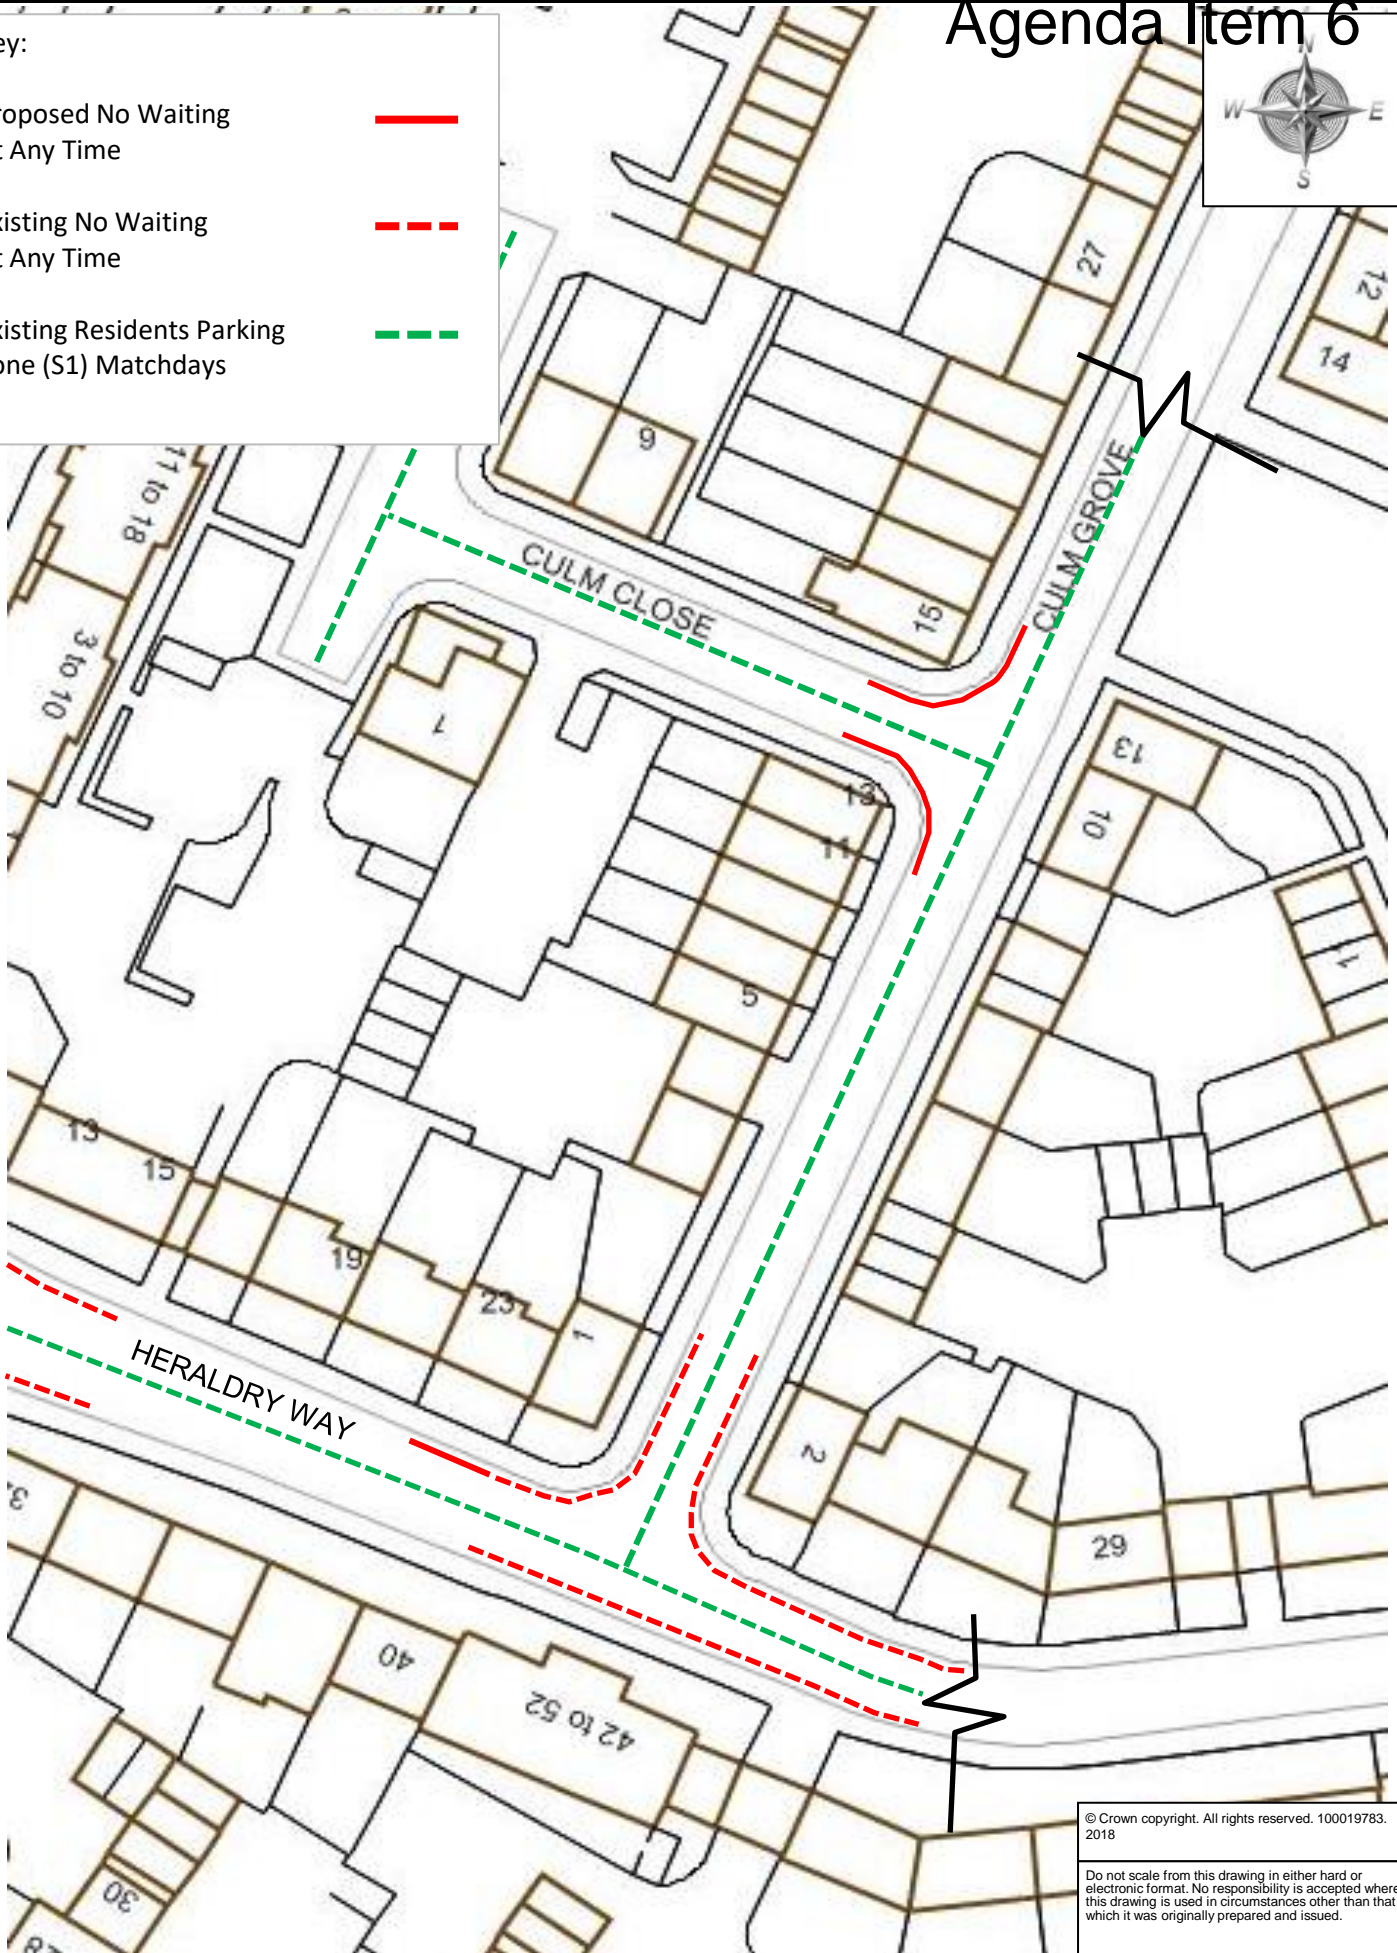 Agenda Item 6
ey:
roposed No Waiting
t Any Time
xisting No Waiting
t Any Time
xisting Residents Parking
one (S1) Matchdays
N
W
E
S
27
12
14
9
11 to 18
CULM CLOSE
CULM GROVE
15
3 to 10
1
13
10
13
11
5
1
13
15
19
23
1
HERALDRY WAY
2
29
3
40
42 to 52
30
28
© Crown copyright. All rights reserved. 100019783.
2018
Do not scale from this drawing in either hard or
electronic format. No responsibility is accepted where
this drawing is used in circumstances other than that
which it was originally prepared and issued.